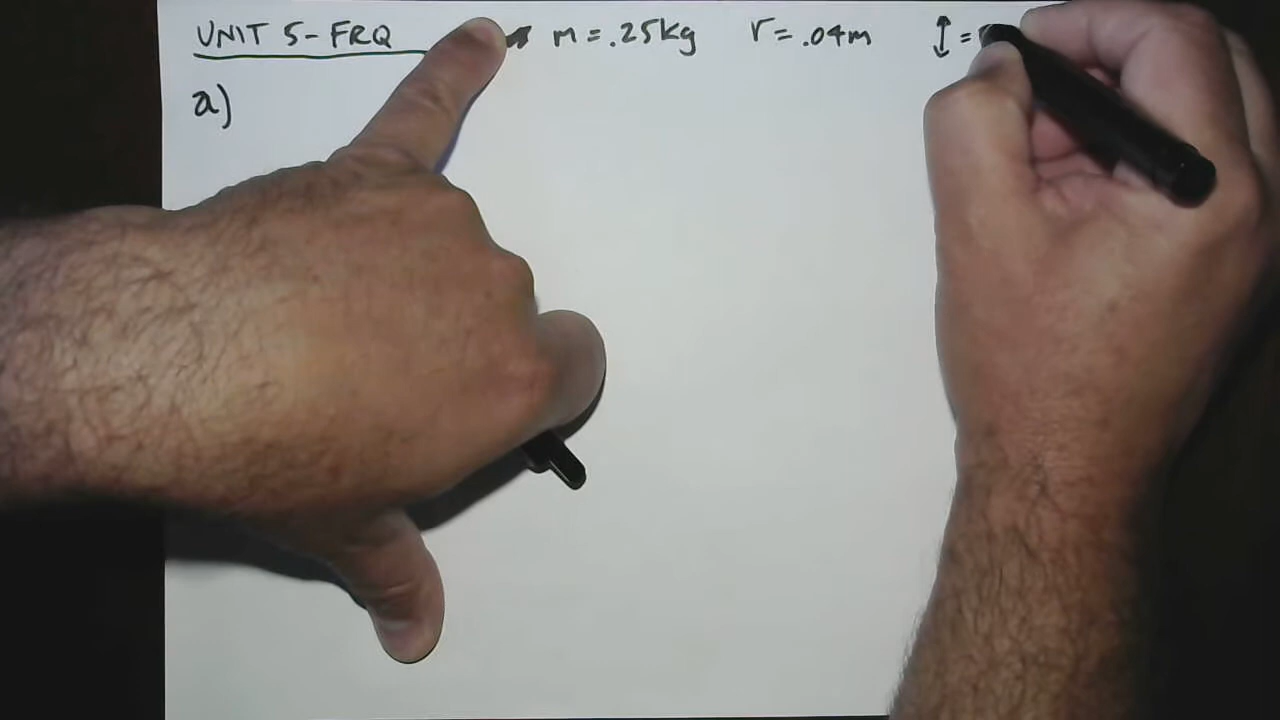 UNIT 5-FRQ m=.25kg r=.04m ↕=
a)